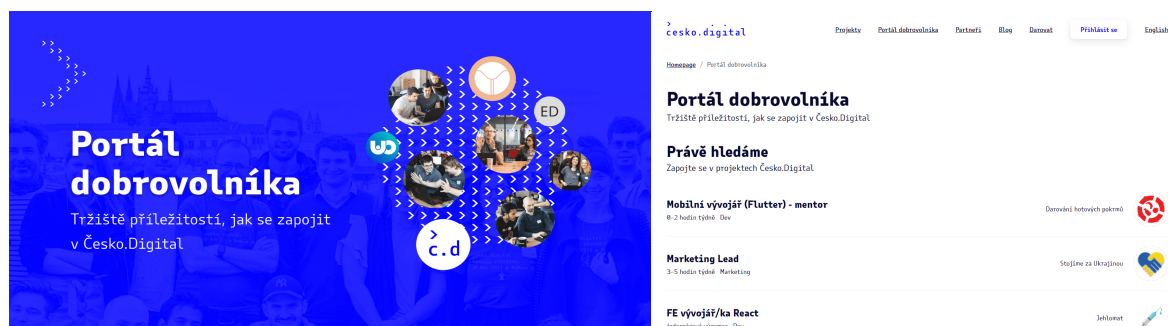 Portál
dobrovolníka
Tržiště příležitostí, jak se zapojit
v Česko.Digital
ED
c.d
česko.digital
Projekty Portál dobrovolníka Partneři Blog Darovat Přihlásit se English
Homepage / Portál dobrovolníka
Portál dobrovolníka
Tržiště příležitostí, jak se zapojit v Česko.Digital
Právě hledáme
Zapojte se v projektech Česko.Digital
Mobilní vývojář (Flutter) - mentor
0-2 hodin týdně Dev
Darování hotových pokrmů
Marketing Lead
3-5 hodin týdně Marketing
Stojíme za Ukrajinou
FE vývojář/ka React
Jehlomat